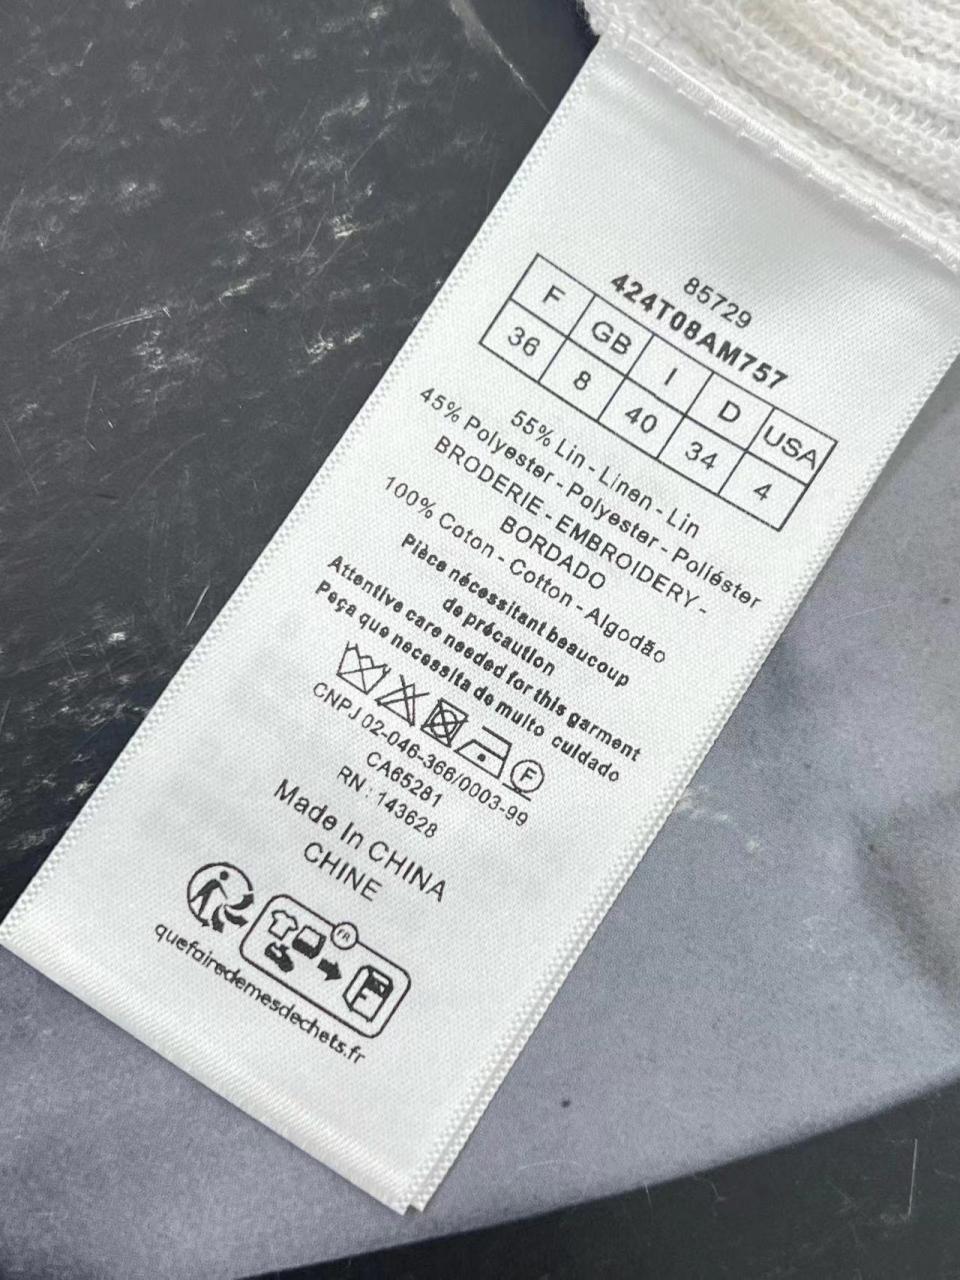 85729
424T08AM757
F GB I D USA
36 8 40 34 4
55% Lin - Linen - Lin
45% Polyester - Polyester - Poliéster
BRODERIE - EMBROIDERY -
BORDADO
100% Coton - Cotton - Algodão
Pièce nécessitant beaucoup
de précaution
Attentive care needed for this garment
Peça que necessita de muito cuidado
F
CNPJ 02-046-366/0003-99
CA65281
RN : 143628
Made In CHINA
CHINE
FR
quefairedemesdechets.fr